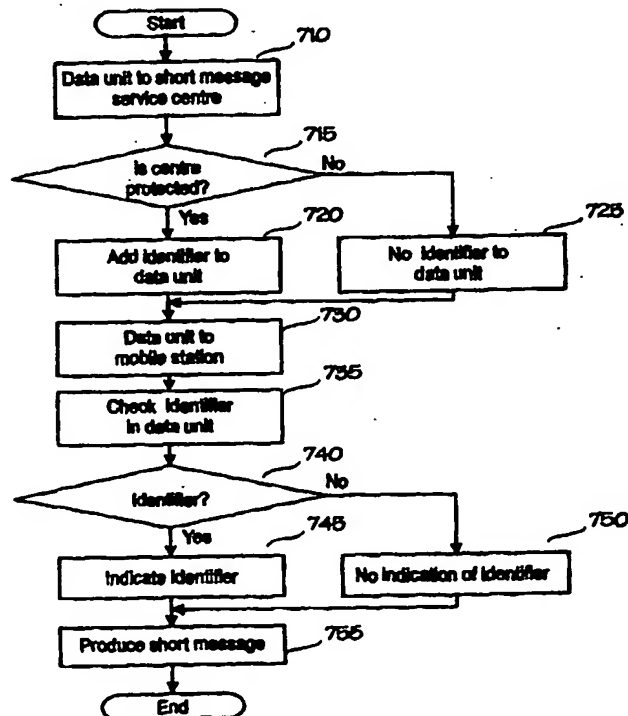 Start
710
Data unit to short message
service centre
715
Is centre
protected?
No
Yes
720
725
Add identifier to
data unit
No identifier to
data unit
730
Data unit to
mobile station
735
Check identifier
in data unit
740
Identifier?
No
Yes
745
750
Indicate identifier
No indication of identifier
Produce short message
755
End